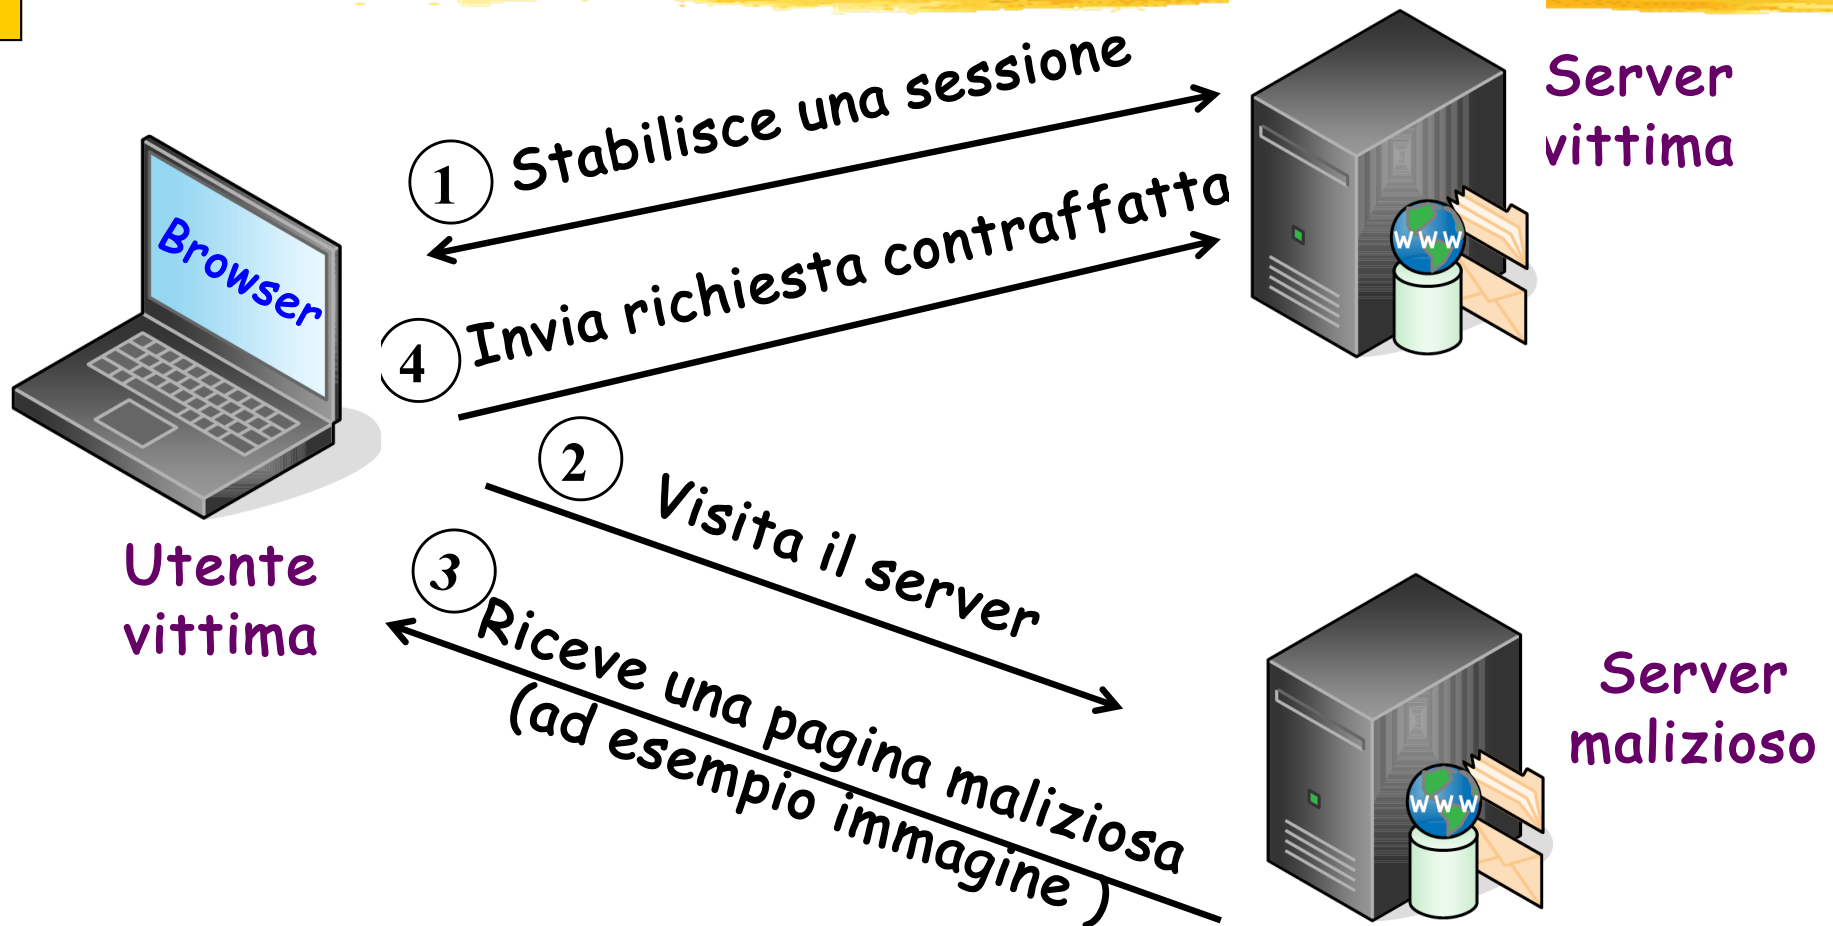 1 Stabilisce una sessione
Server
vittima
Browser
4 Invia richiesta contraffatta
WWW
2 Visita il server
Utente
vittima
3 Riceve una pagina maliziosa
(ad esempio immagine )
Server
malizioso
WWW